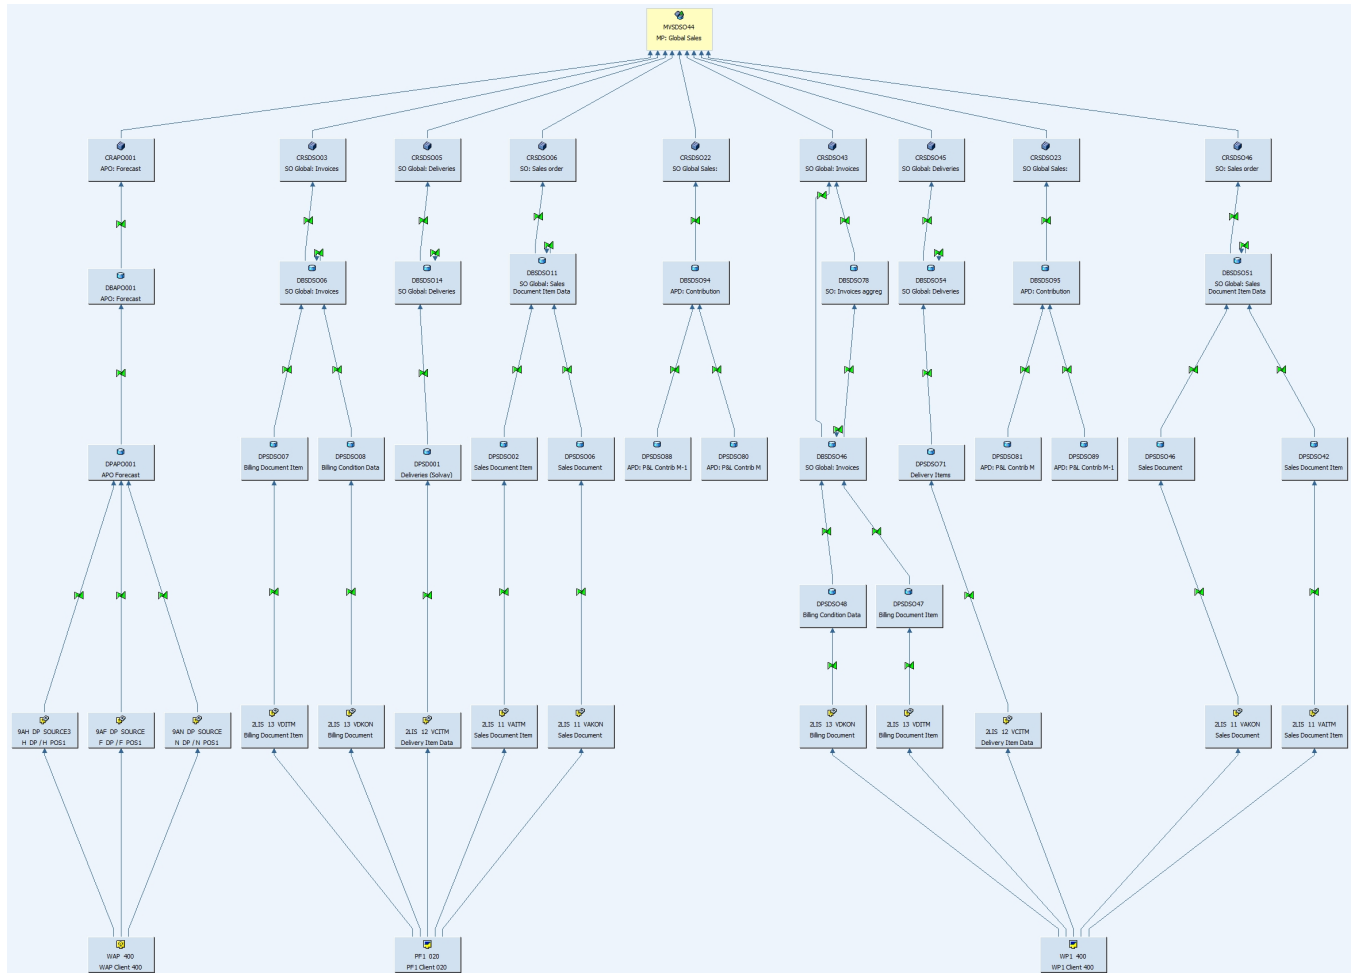 MVSDSO44
MP: Global Sales
CRAPO001
APO: Forecast
CRSDSO03
SO Global: Invoices
CRSDSO05
SO Global: Deliveries
CRSDSO06
SO: Sales order
CRSDSO22
SO Global Sales:
CRSDSO43
SO Global: Invoices
CRSDSO45
SO Global: Deliveries
CRSDSO23
SO Global Sales:
CRSDSO46
SO: Sales order
DBAPO001
APO: Forecast
DBSDSO06
SO Global: Invoices
DBSDSO14
SO Global: Deliveries
DBSDSO11
SO Global: Sales
Document Item Data
DBSDSO94
APD: Contribution
DBSDSO78
SO: Invoices aggreg
DBSDSO54
SO Global: Deliveries
DBSDSO95
APD: Contribution
DBSDSO51
SO Global: Sales
Document Item Data
DPAPO001
APO Forecast
DPSDSO07
Billing Document Item
DPSDSO08
Billing Condition Data
DPSD001
Deliveries (Solvay)
DPSDSO02
Sales Document Item
DPSDSO06
Sales Document
DPSDSO88
APD: P&L Contrib M-1
DPSDSO80
APD: P&L Contrib M
DBSDSO46
SO Global: Invoices
DPSDSO71
Delivery Items
DPSDSO81
APD: P&L Contrib M
DPSDSO89
APD: P&L Contrib M-1
DPSDSO46
Sales Document
DPSDSO42
Sales Document Item
DPSDSO48
Billing Condition Data
DPSDSO47
Billing Document Item
9AH DP SOURCE3
H DP / H POS1
9AF DP SOURCE
F DP / F POS1
9AN DP SOURCE
N DP / N POS1
2LIS 13 VDITM
Billing Document Item
2LIS 13 VDKON
Billing Document
2LIS 12 VCITM
Delivery Item Data
2LIS 11 VAITM
Sales Document Item
2LIS 11 VAKON
Sales Document
2LIS 13 VDKON
Billing Document
2LIS 13 VDITM
Billing Document Item
2LIS 12 VCITM
Delivery Item Data
2LIS 11 VAKON
Sales Document
2LIS 11 VAITM
Sales Document Item
WAP 400
WAP Client 400
PF1 020
PF1 Client 020
WP1 400
WP1 Client 400